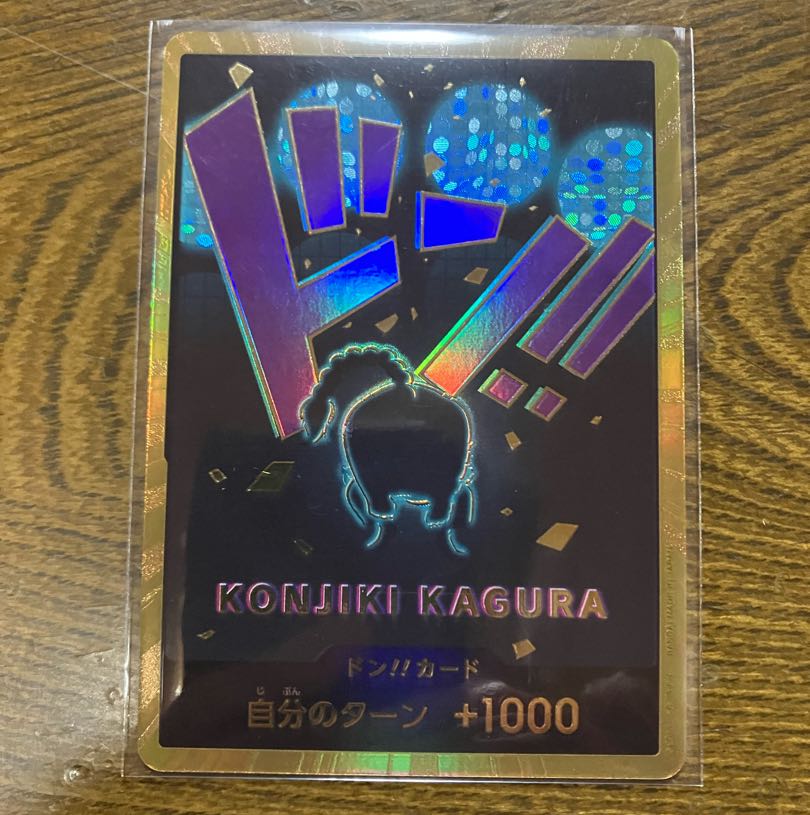 ドン!!
KONJIKI KAGURA
ドン!! カード
じ ぶん
自分のターン +1000